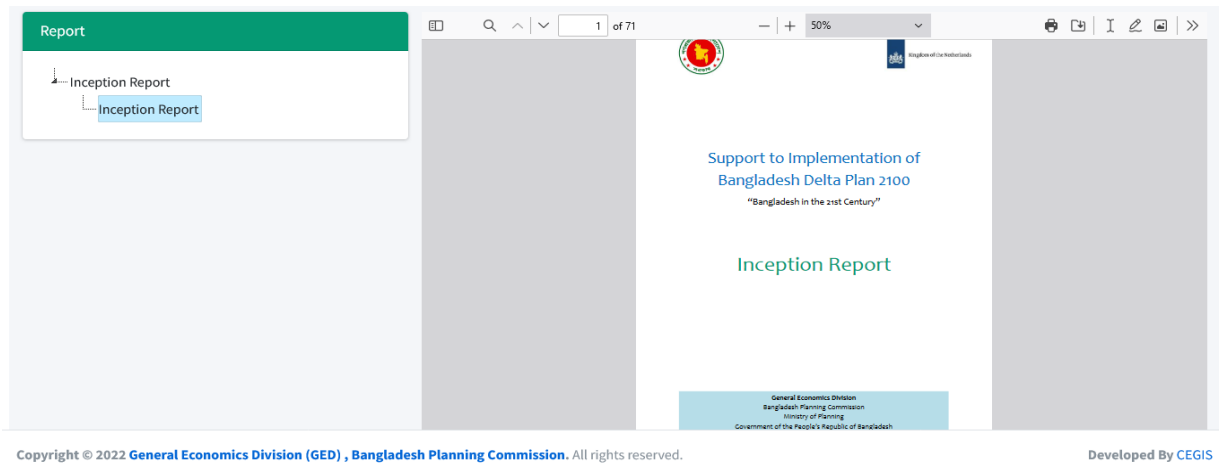 Report
Inception Report
Inception Report
1 of 71
50%
Kingdom of the Netherlands
Support to Implementation of
Bangladesh Delta Plan 2100
“Bangladesh in the 21st Century”
Inception Report
General Economics Division
Bangladesh Planning Commission
Ministry of Planning
Government of the People's Republic of Bangladesh
Copyright © 2022 General Economics Division (GED) , Bangladesh Planning Commission. All rights reserved.
Developed By CEGIS